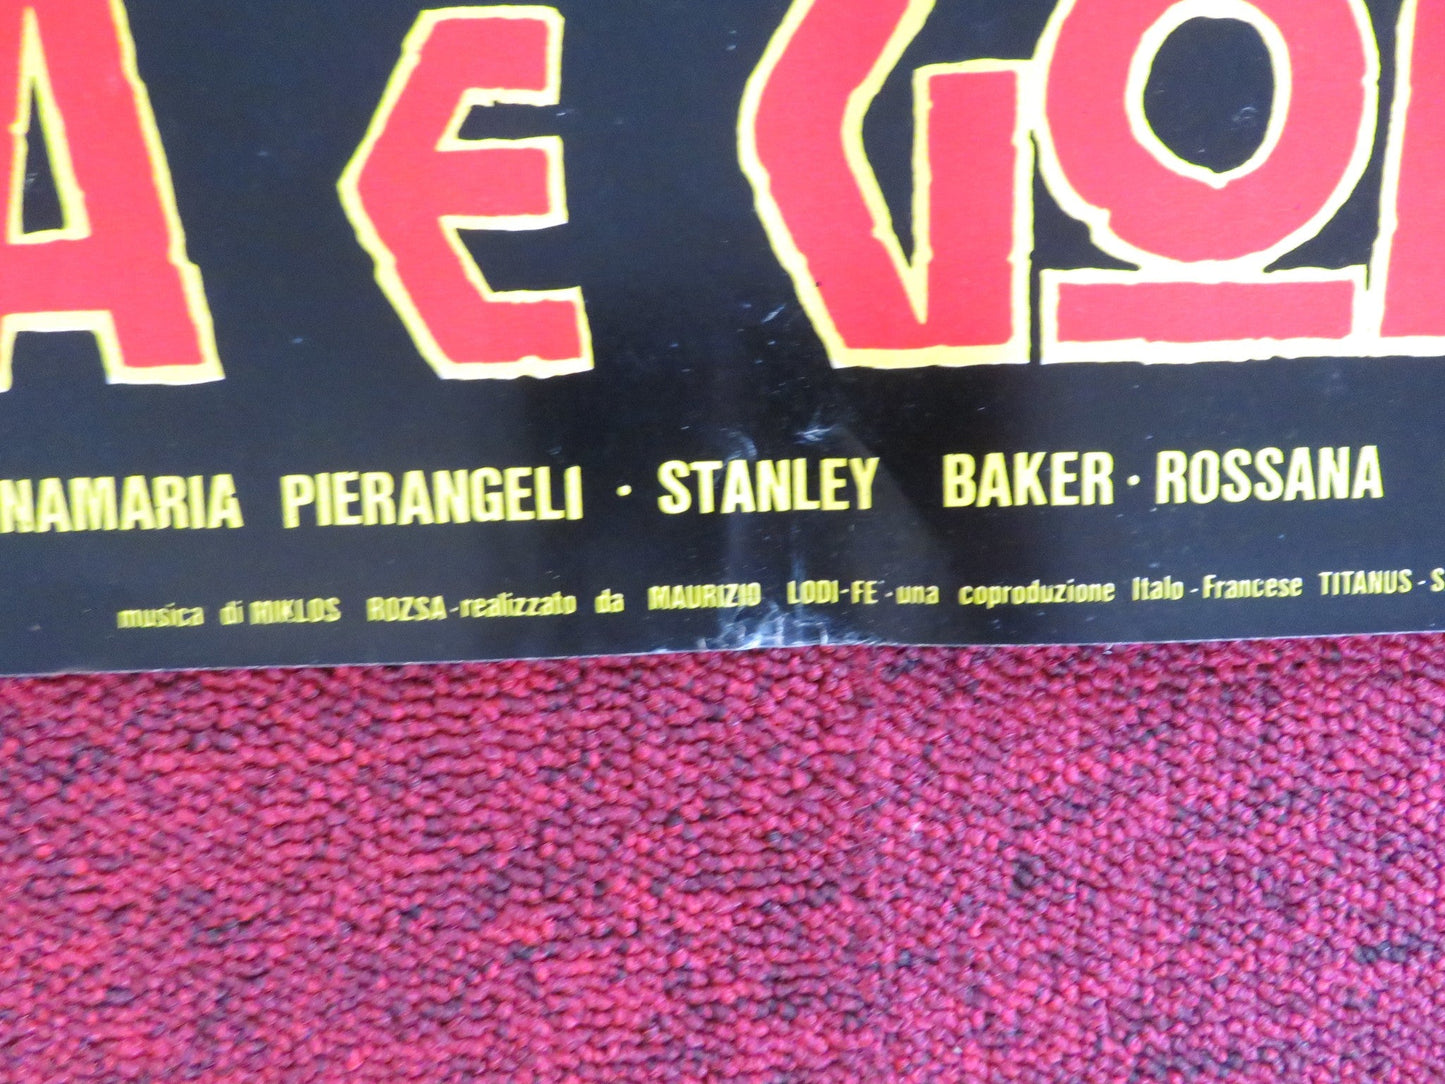 A E GO
NAMARIA PIERANGELI · STANLEY BAKER · ROSSANA
musica di MIKLOS ROZSA - realizzato da MAURIZIO LODI-FE' - una coproduzione Italo - Francese TITANUS - S